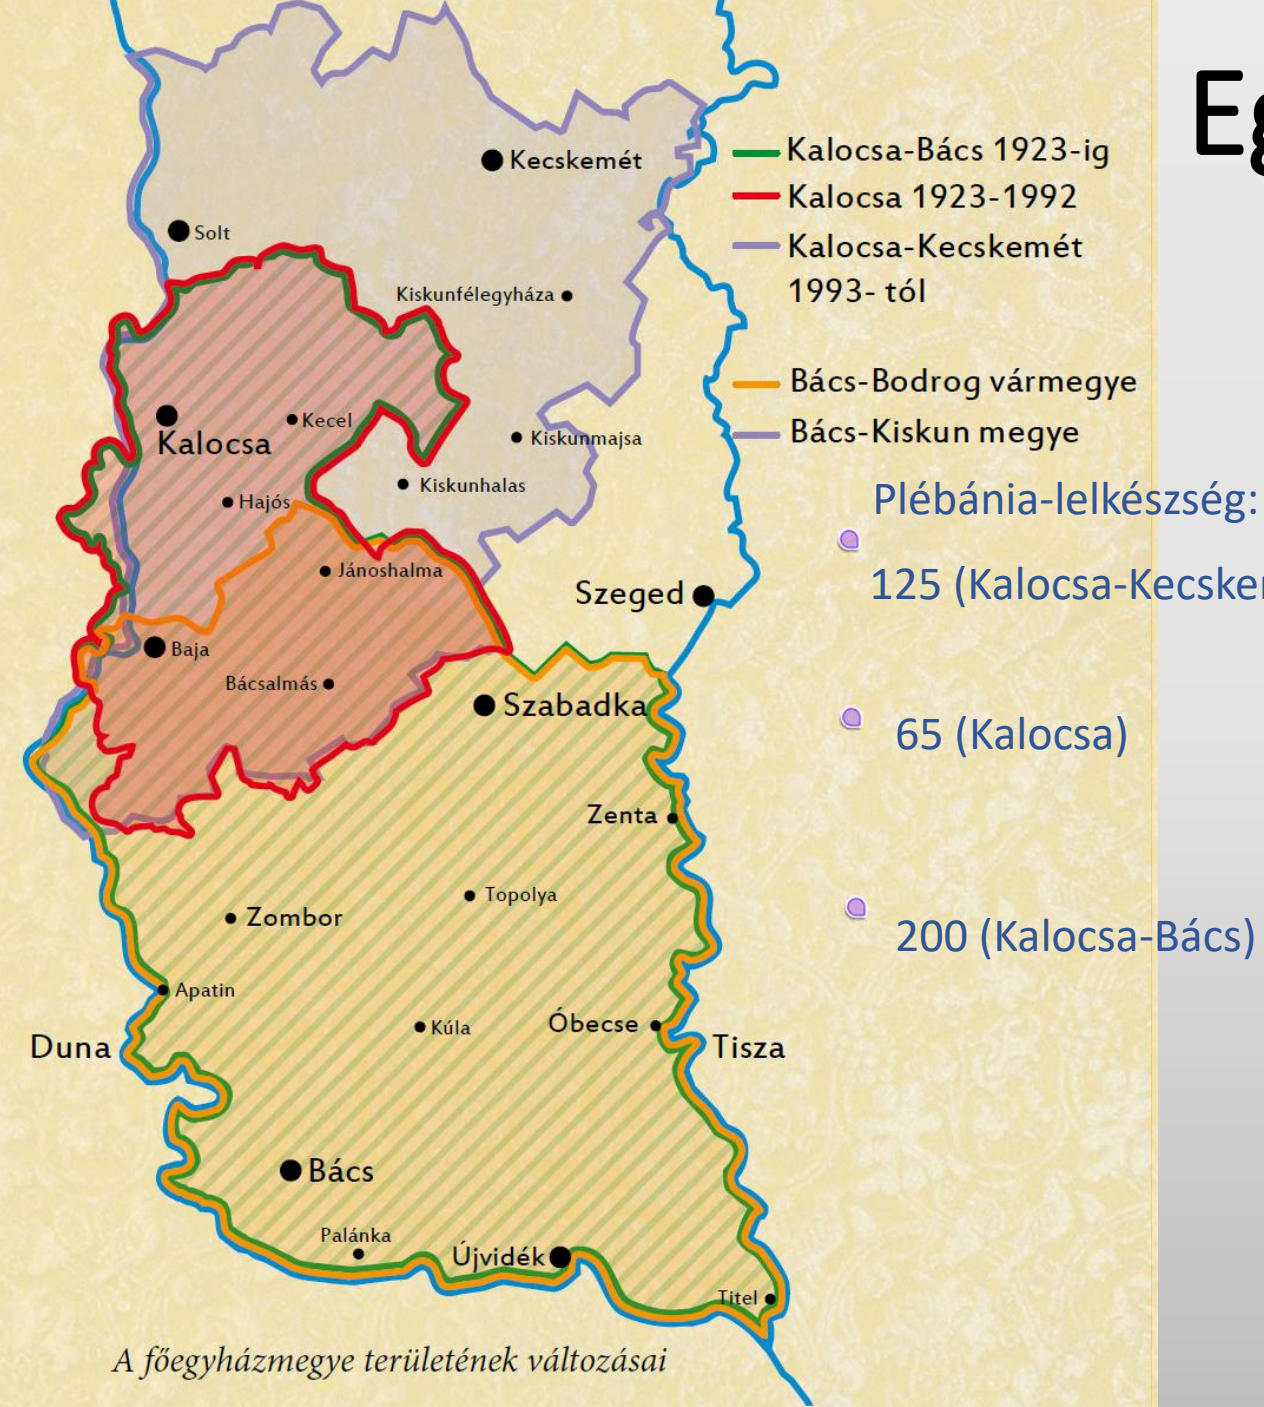 Eg
Kecskemét
Solt
Kiskunfélegyháza
Kalocsa
Kecel
Kiskunmajsa
Kiskunhalas
Hajós
Jánoshalma
Szeged
Baja
Bácsalmás
Szabadka
Zenta
Topolya
Zombor
Apatin
Kúla
Óbecse
Duna
Tisza
Bács
Palánka
Újvidék
Titel
Kalocsa-Bács 1923-ig
Kalocsa 1923-1992
Kalocsa-Kecskemét
1993- tól
Bács-Bodrog vármegye
Bács-Kiskun megye
Plébánia-lelkészség:
125 (Kalocsa-Kecskem
65 (Kalocsa)
200 (Kalocsa-Bács)
A főegyházmegye területének változásai